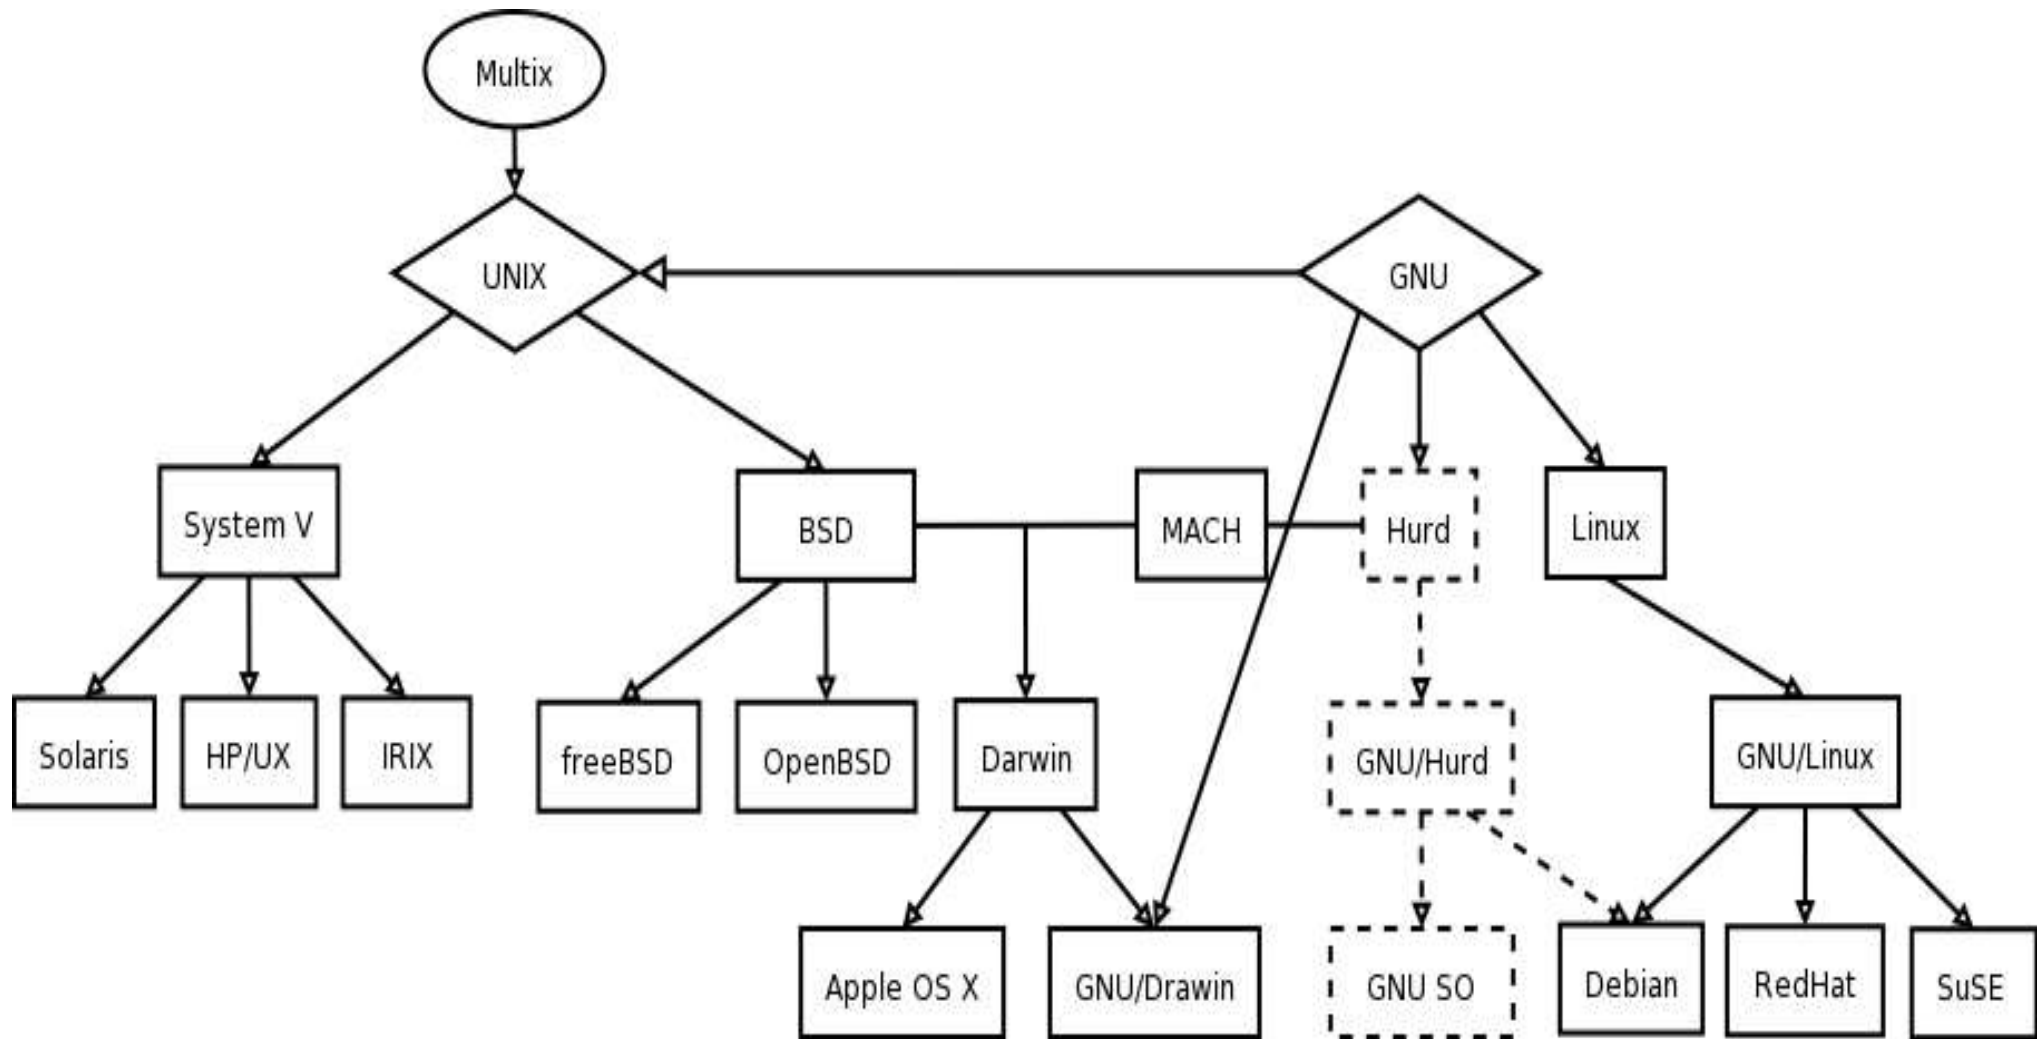 Multix
UNIX
GNU
System V
BSD
MACH
Hurd
Linux
Solaris
HP/UX
IRIX
freeBSD
OpenBSD
Darwin
GNU/Hurd
GNU/Linux
Apple OS X
GNU/Drawin
GNU SO
Debian
RedHat
SuSE